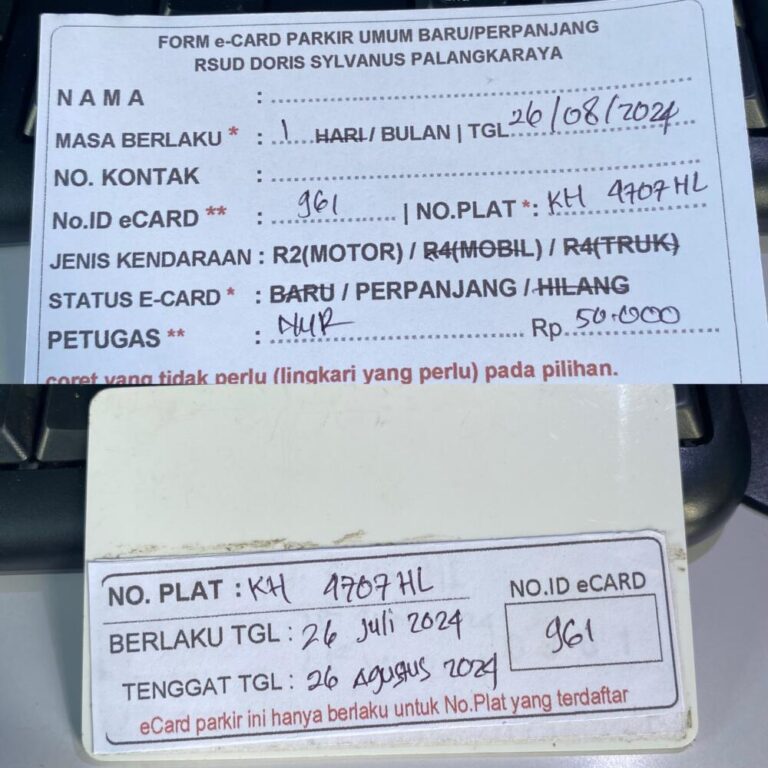 FORM e-CARD PARKIR UMUM BARU/PERPANJANG
RSUD DORIS SYLVANUS PALANGKARAYA
N A M A : 
MASA BERLAKU * : 1 HARI / BULAN | TGL 26/08/2024
NO. KONTAK :
No.ID eCARD ** : 961 | NO.PLAT *: KH 4707 HL
JENIS KENDARAAN : R2(MOTOR) / R4(MOBIL) / R4(TRUK)
STATUS E-CARD * : BARU / PERPANJANG / HILANG
PETUGAS ** : NUR Rp. 50.000
coret yang tidak perlu (lingkari yang perlu) pada pilihan.
NO. PLAT : KH 4707 HL
NO.ID eCARD
BERLAKU TGL : 26 Juli 2024
961
TENGGAT TGL : 26 Agugus 2024
eCard parkir ini hanya berlaku untuk No.Plat yang terdaftar